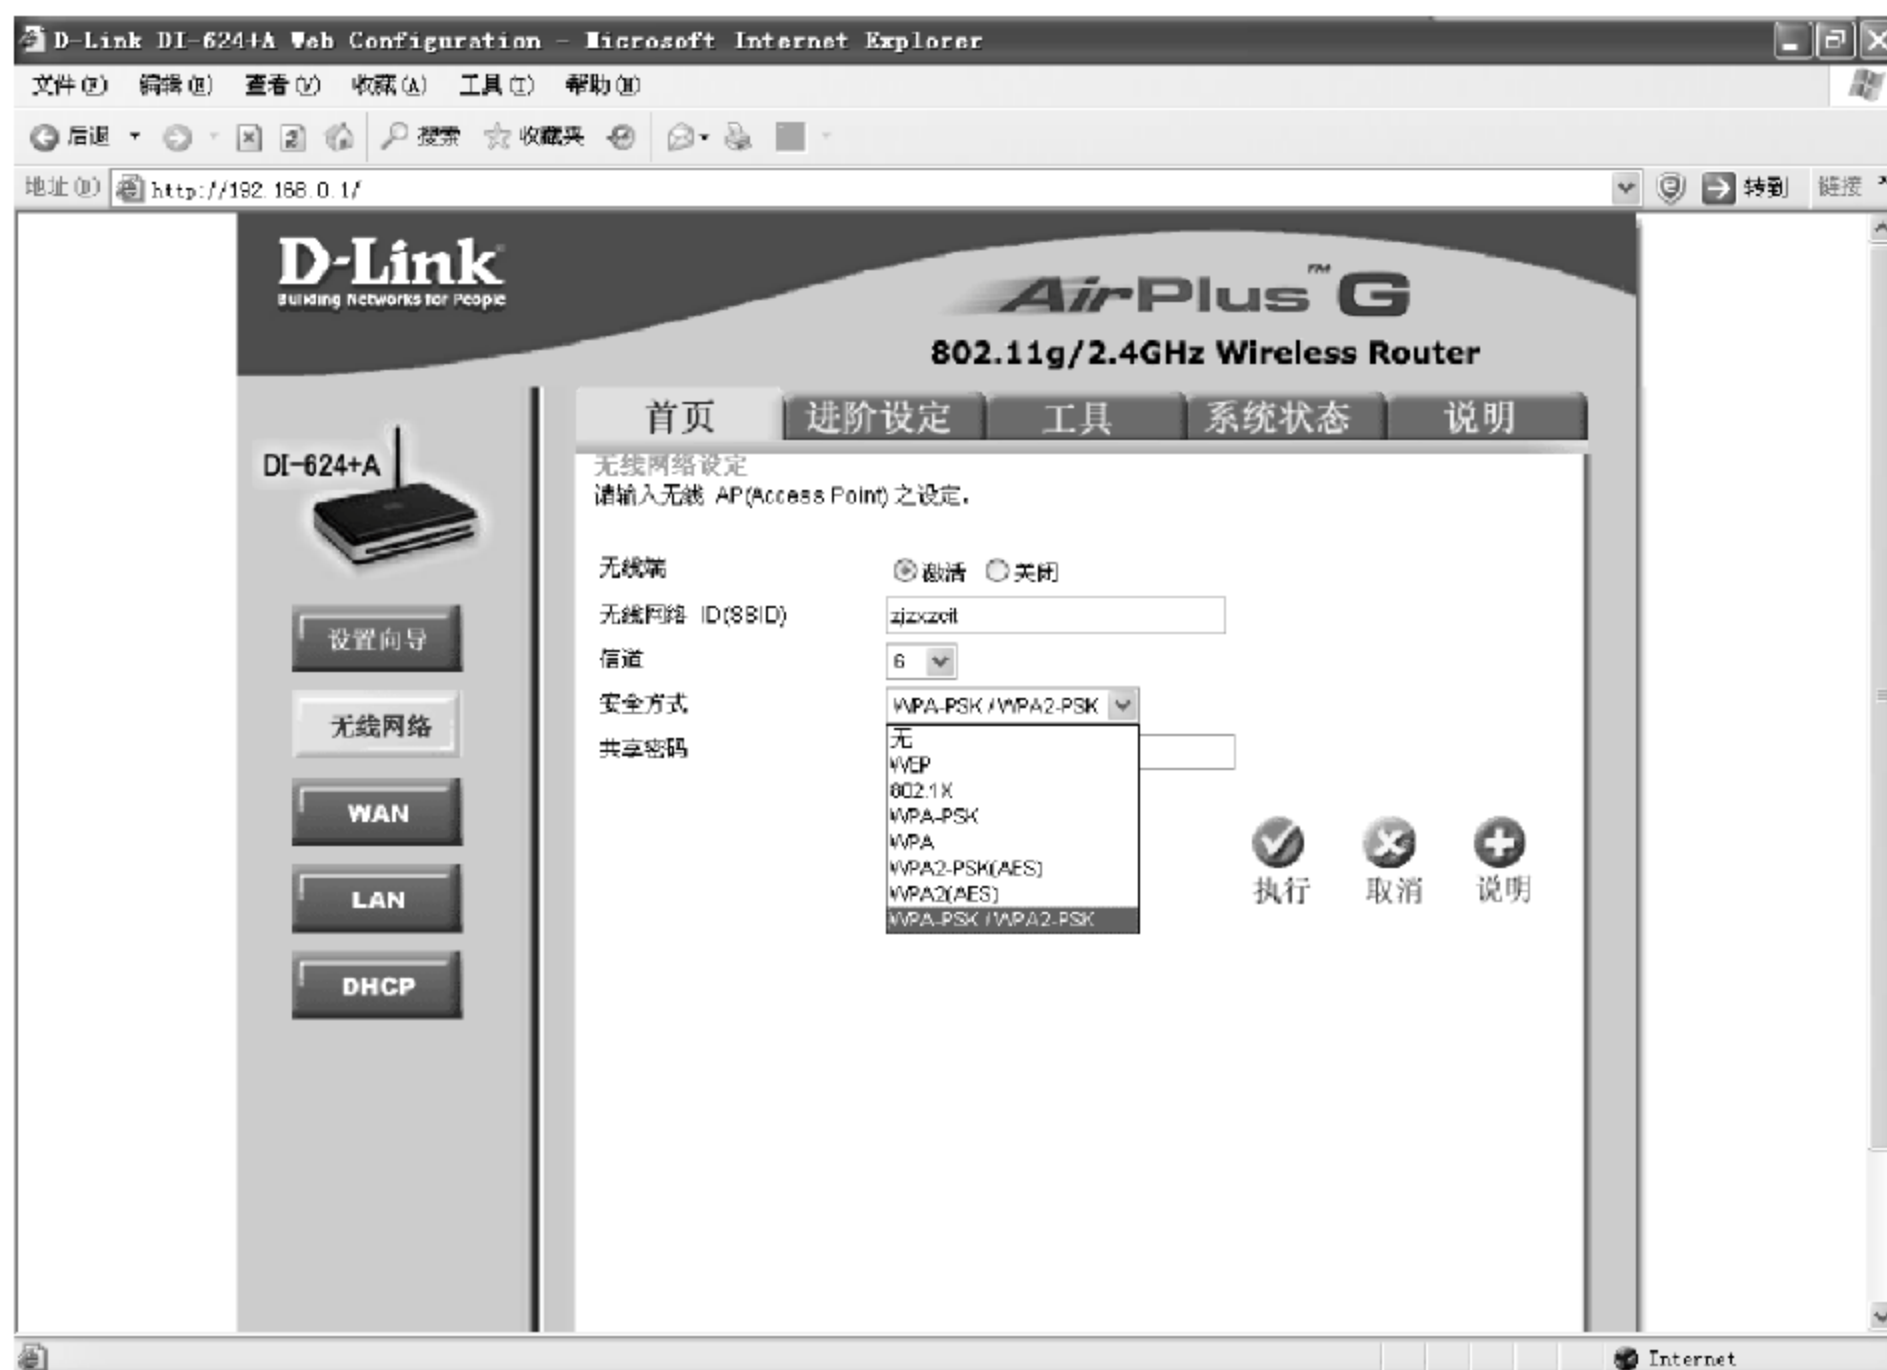 D-Link DI-624+A Web Configuration - Microsoft Internet Explorer
文件(F) 编辑(E) 查看(V) 收藏(A) 工具(T) 帮助(H)
后退 搜索 收藏夹
地址(D) http://192.168.0.1/ 转到 链接
D-Link
Building Networks for People
AirPlus™ G
802.11g/2.4GHz Wireless Router
首页 进阶设定 工具 系统状态 说明
DI-624+A
设置向导
无线网络
WAN
LAN
DHCP
无线网络设定
请输入无线 AP(Access Point) 之设定。
无线端 激活 关闭
无线网络 ID(SSID) zjzxzeit
信道 6
安全方式 WPA-PSK / WPA2-PSK
共享密码
无
WEP
802.1X
WPA-PSK
WPA
WPA2-PSK(AES)
WPA2(AES)
WPA-PSK / WPA2-PSK
执行 取消 说明
Internet